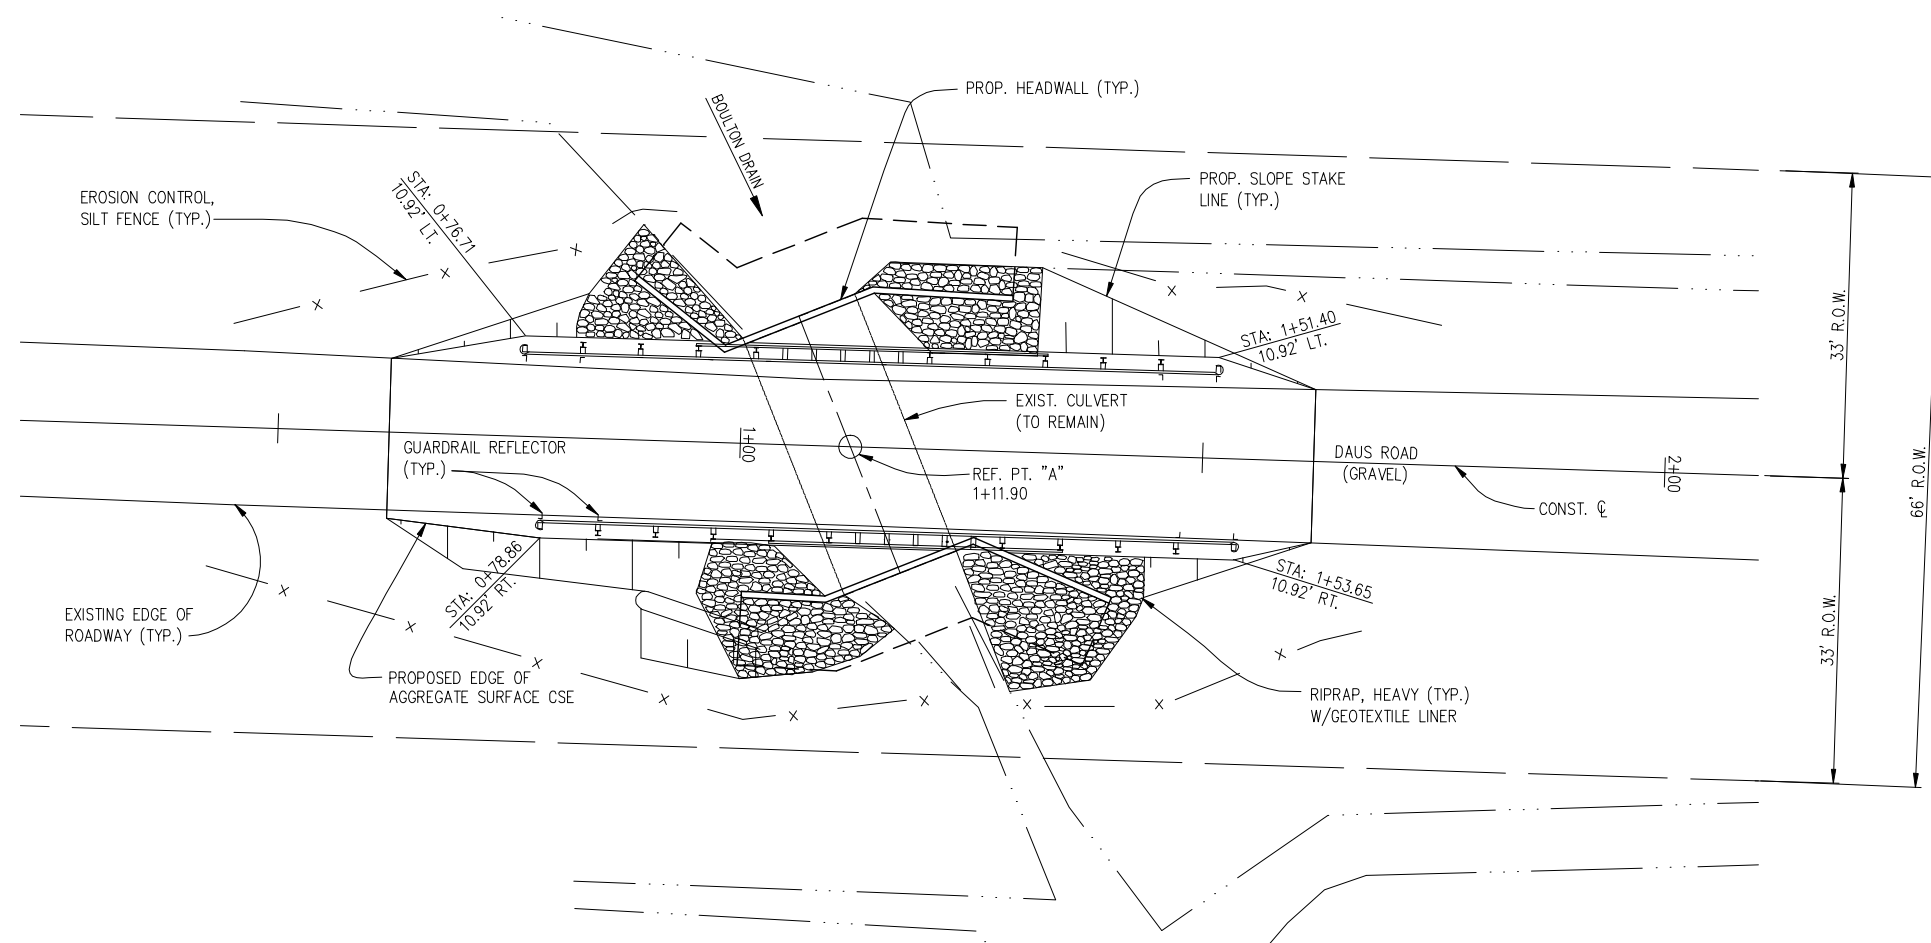 PROP. HEADWALL (TYP.)
BOULTON DRAIN
EROSION CONTROL,
SILT FENCE (TYP.)
STA: 0+76.71
10.92' LT.
PROP. SLOPE STAKE
LINE (TYP.)
STA: 1+51.40
10.92' LT.
33' R.O.W.
EXIST. CULVERT
(TO REMAIN)
GUARDRAIL REFLECTOR
(TYP.)
1+00
REF. PT. "A"
1+11.90
DAUS ROAD
(GRAVEL)
2+00
CONST. ℄
66' R.O.W.
STA: 0+78.86
10.92' RT.
STA: 1+53.65
10.92' RT.
33' R.O.W.
EXISTING EDGE OF
ROADWAY (TYP.)
PROPOSED EDGE OF
AGGREGATE SURFACE CSE
RIPRAP, HEAVY (TYP.)
W/GEOTEXTILE LINER